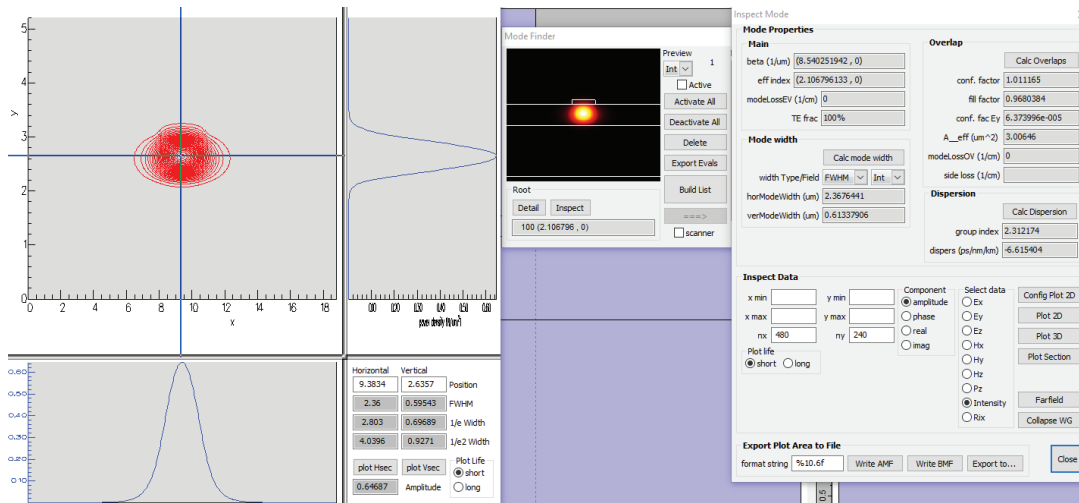 Inspect Mode
Mode Finder
Mode Properties
Main
beta (1/um) (8.540251942 , 0)
eff index (2.106796133 , 0)
modeLossEV (1/cm) 0
TE frac 100%
Mode width
Calc mode width
width Type/Field FWHM Int
horModeWidth (um) 2.3676441
verModeWidth (um) 0.61337906
Overlap
Calc Overlaps
conf. factor 1.011165
fill factor 0.9680384
conf. fac Ey 6.373996e-005
A__eff (um^2) 3.00646
modeLossOV (1/cm) 0
side loss (1/cm)
Dispersion
Calc Dispersion
group index 2.312174
dispers (ps/nm/km) -6.615404
Preview
Int 1
Active
Activate All
Deactivate All
Delete
Export Evals
Build List
===>
scanner
Root
Detail Inspect
100 (2.106796 , 0)
Inspect Data
x min y min
x max y max
nx 480 ny 240
Plot life
short long
Component
amplitude
phase
real
imag
Select data
Ex
Ey
Ez
Hx
Hy
Hz
Pz
Intensity
Rix
Config Plot 2D
Plot 2D
Plot 3D
Plot Section
Farfield
Collapse WG
Export Plot Area to File
format string %10.6f Write AMF Write BMF Export to...
Close
y
5
4
3
2
1
0
0 2 4 6 8 10 12 14 16 18
x
0.60
0.50
0.40
0.30
0.20
0.10
Horizontal Vertical
9.3834 2.6357 Position
2.36 0.59543 FWHM
2.803 0.69689 1/e Width
4.0396 0.9271 1/e2 Width
plot Hsec plot Vsec
0.64687 Amplitude
Plot Life
short
long
0.5